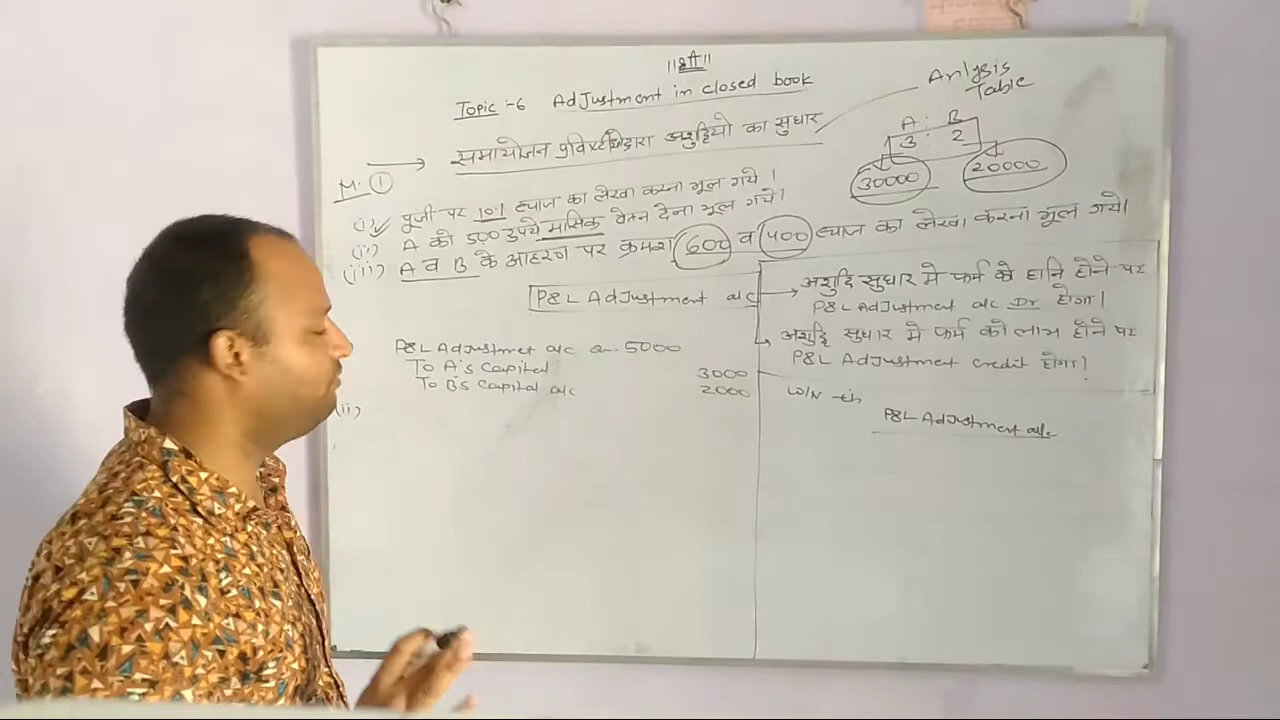 ॥श्री॥
Topic :-6 Adjustment in closed book
Anlysis Table
A : B
3 : 2
30000 20000
समायोजन प्रविष्टी द्वारा अशुद्दियो का सुधार
M. ①
(i) पूंजी पर 10% ब्याज का लेखा करना भूल गये ।
(ii) A को 500 रुपये मासिक वेतन देना भूल गये।
(iii) A व B के आहरण पर क्रमश 600 व 400 ब्याज का लेखा करना भूल गये।
P&L Adjustment a/c
अशुद्दि सुधार मे फर्म को हानि होने पर
P&L Adjustment a/c Dr होगा।
अशुद्दि सुधार मे फर्म को लाभ होने पर
P&L Adjustment credit होगा।
P&L Adjustmet a/c Dr. 5000
To A's Capital 3000
To B's Capital a/c 2000
(ii)
W/N -(i)
P&L Adjustment a/c